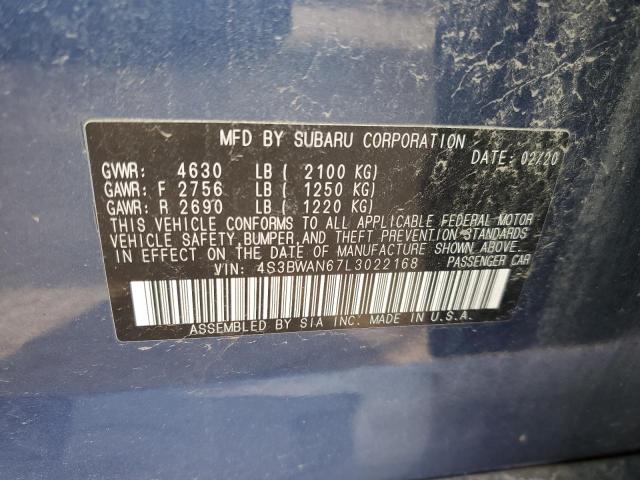 MFD BY SUBARU CORPORATION
DATE: 02/20
GVWR: 4630 LB ( 2100 KG)
GAWR: F 2756 LB ( 1250 KG)
GAWR: R 2690 LB ( 1220 KG)
THIS VEHICLE CONFORMS TO ALL APPLICABLE FEDERAL MOTOR
VEHICLE SAFETY, BUMPER, AND THEFT PREVENTION STANDARDS
IN EFFECT ON THE DATE OF MANUFACTURE SHOWN ABOVE.
VIN: 4S3BWAN67L3022168 PASSENGER CAR
ASSEMBLED BY SIA INC. MADE IN U.S.A.